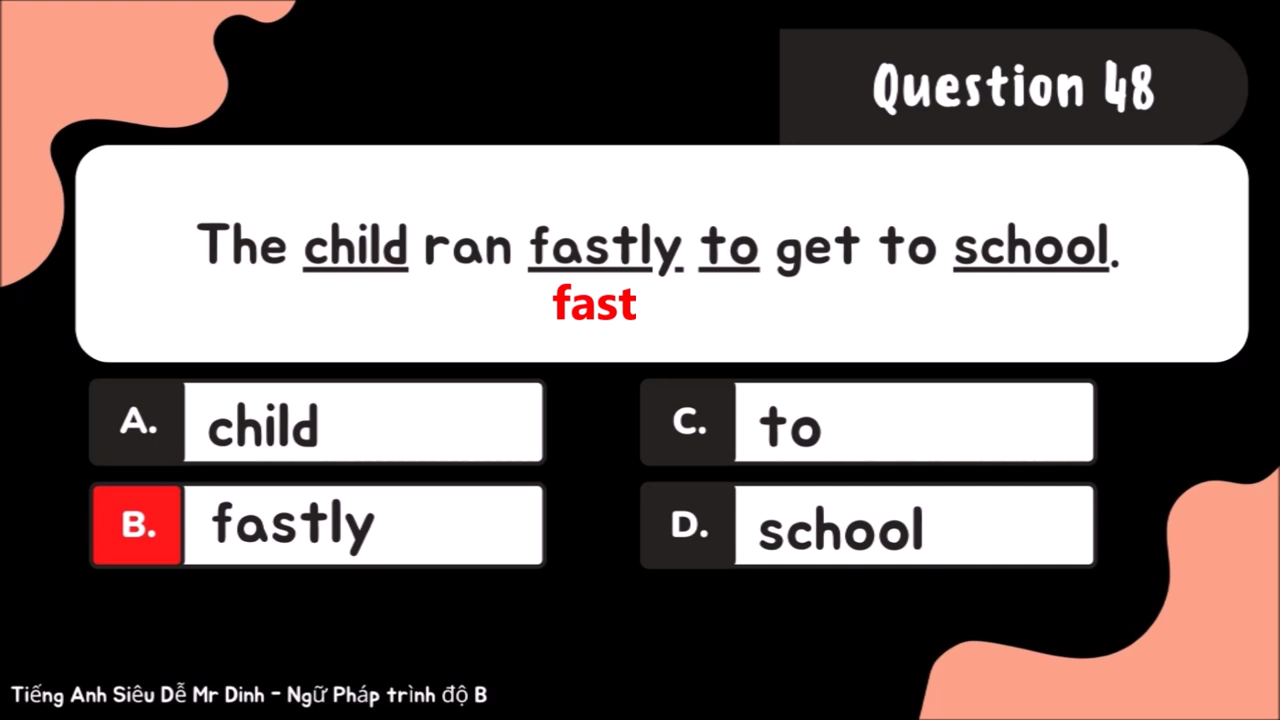 Question 48
The child ran fastly to get to school.
fast
A. child
C. to
B. fastly
D. school
Tiếng Anh Siêu Dễ Mr Dinh - Ngữ Pháp trình độ B